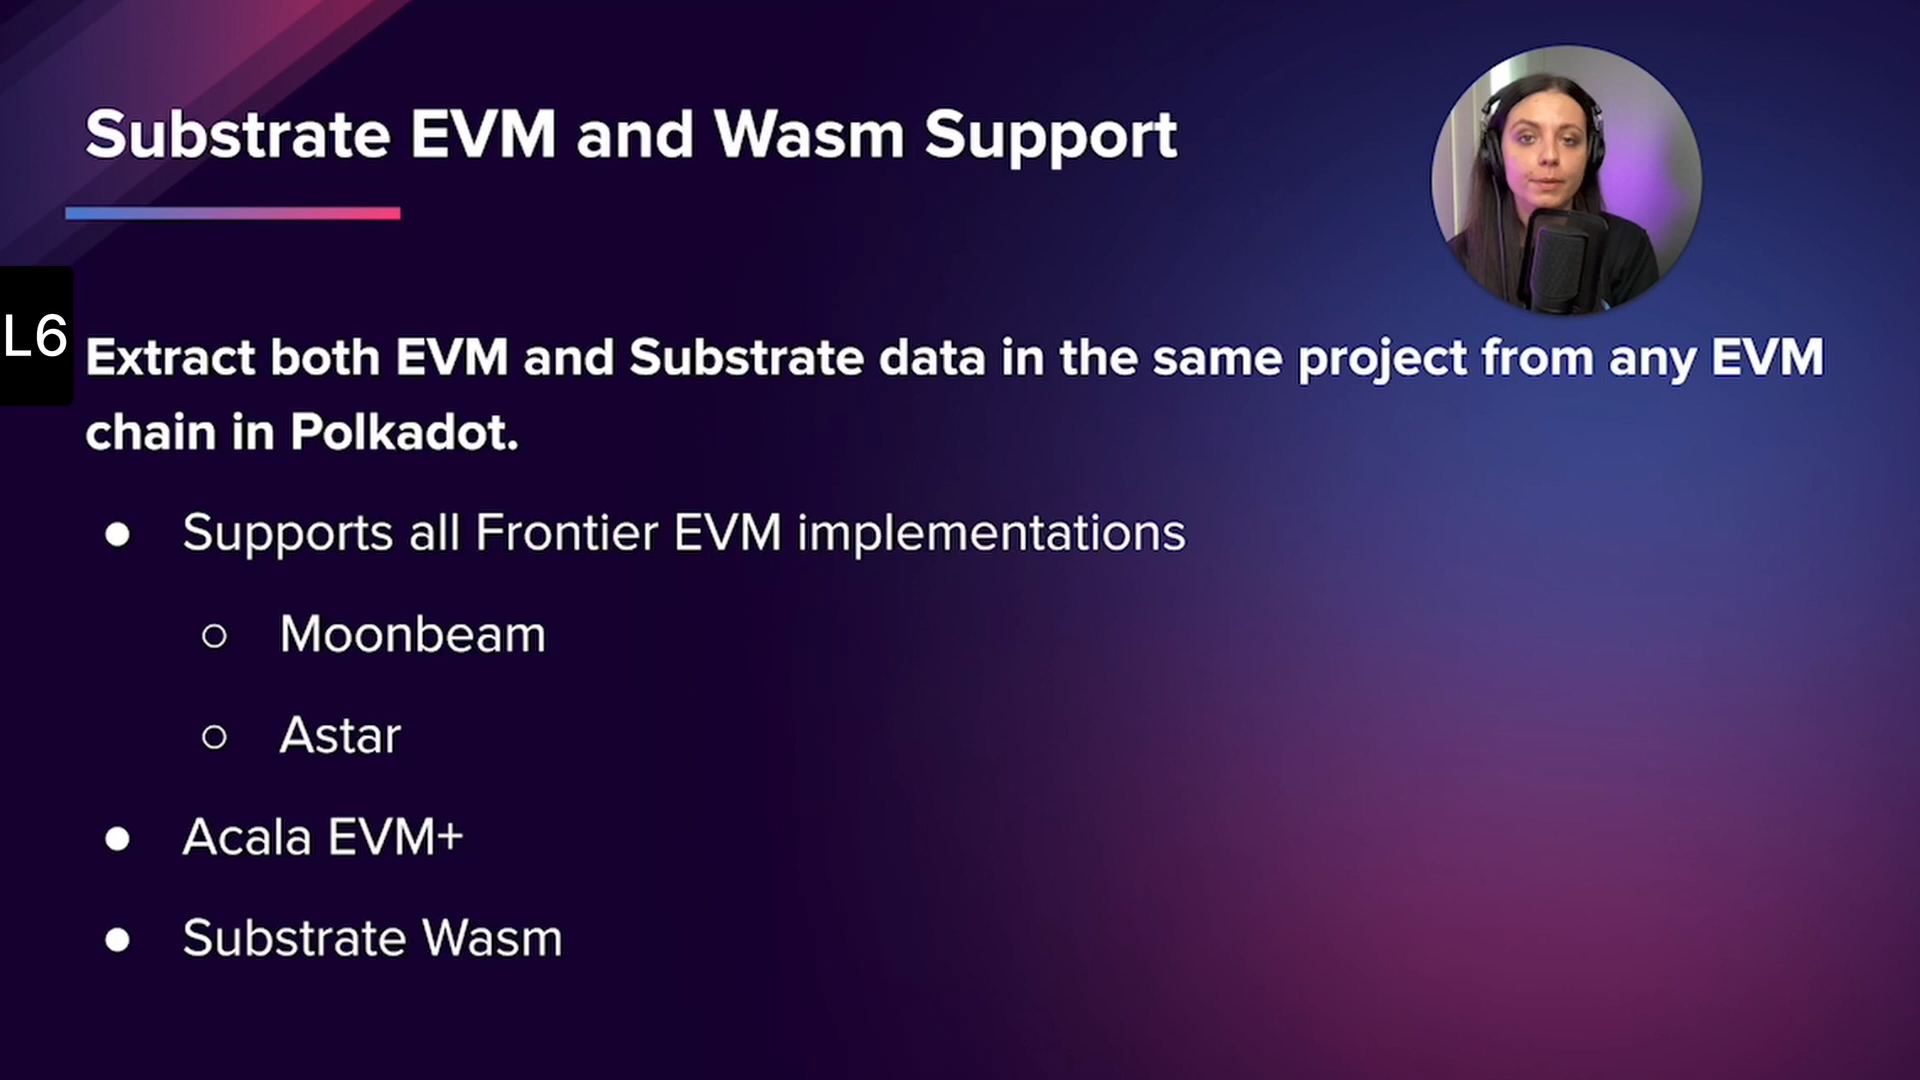 Substrate EVM and Wasm Support
L6
Extract both EVM and Substrate data in the same project from any EVM
chain in Polkadot.
● Supports all Frontier EVM implementations
○ Moonbeam
○ Astar
● Acala EVM+
● Substrate Wasm